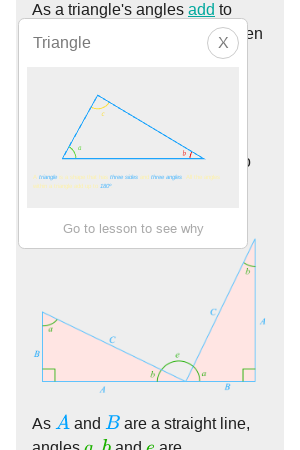 As a triangle's angles add to
en
Triangle
X
c
a
b
triangle three sides three angles
180°
o
Go to lesson to see why
b
C
A
a
C
e
B
b
a
A
B
As A and B are a straight line,
angles a, b and e are